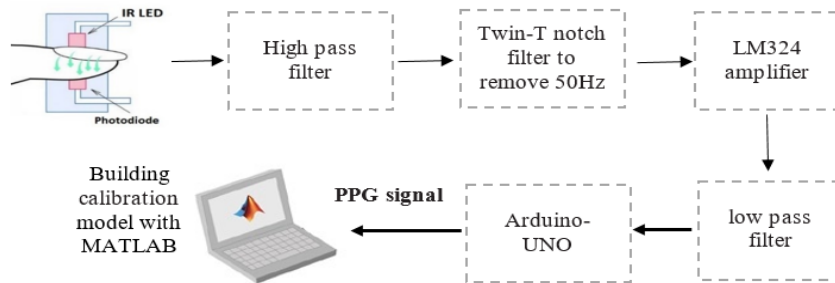 IR LED
Photodiode
High pass
filter
Twin-T notch
filter to
remove 50Hz
LM324
amplifier
low pass
filter
Arduino-
UNO
PPG signal
Building
calibration
model with
MATLAB